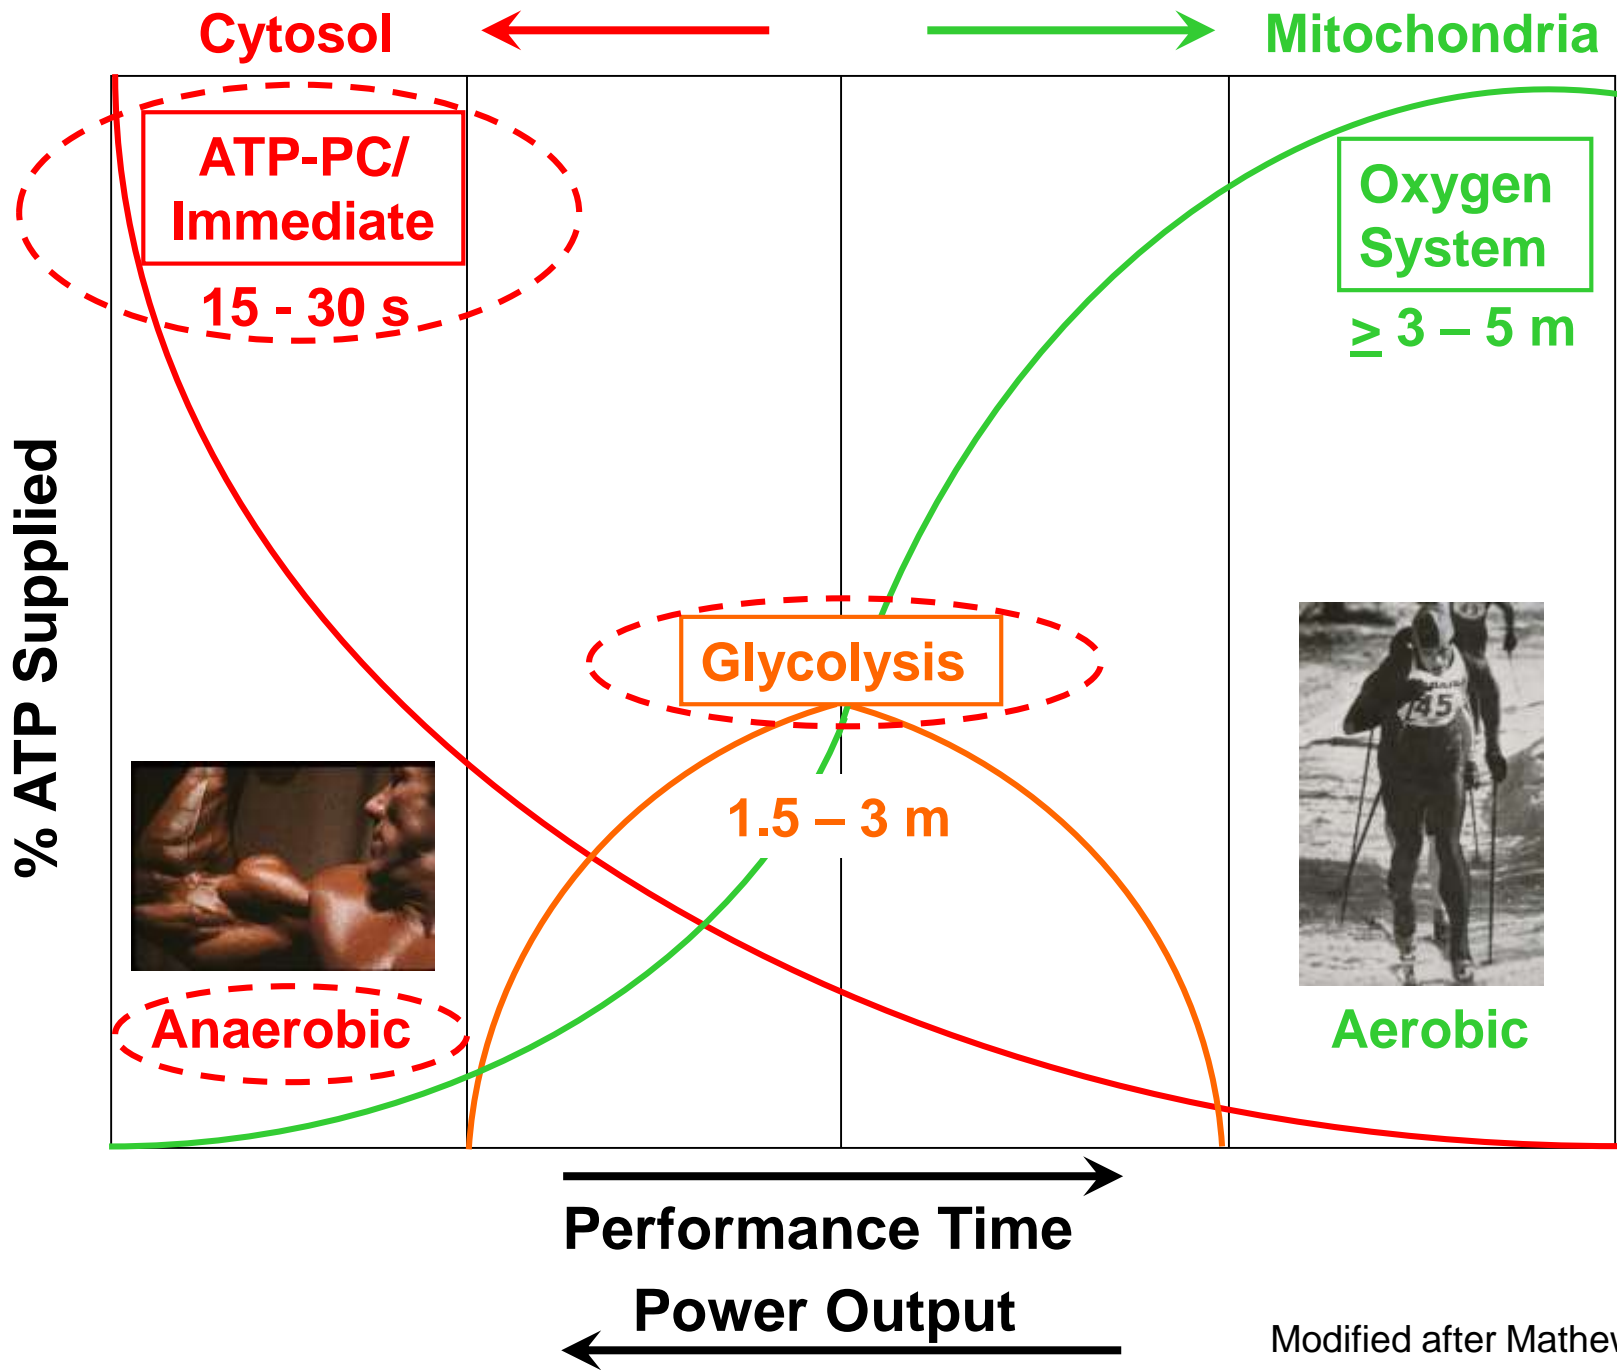 Cytosol
Mitochondria
ATP-PC/
Immediate
15 - 30 s
Oxygen
System
≥ 3 – 5 m
% ATP Supplied
Glycolysis
1.5 – 3 m
45
Anaerobic
Aerobic
Performance Time
Power Output
Modified after Mathew